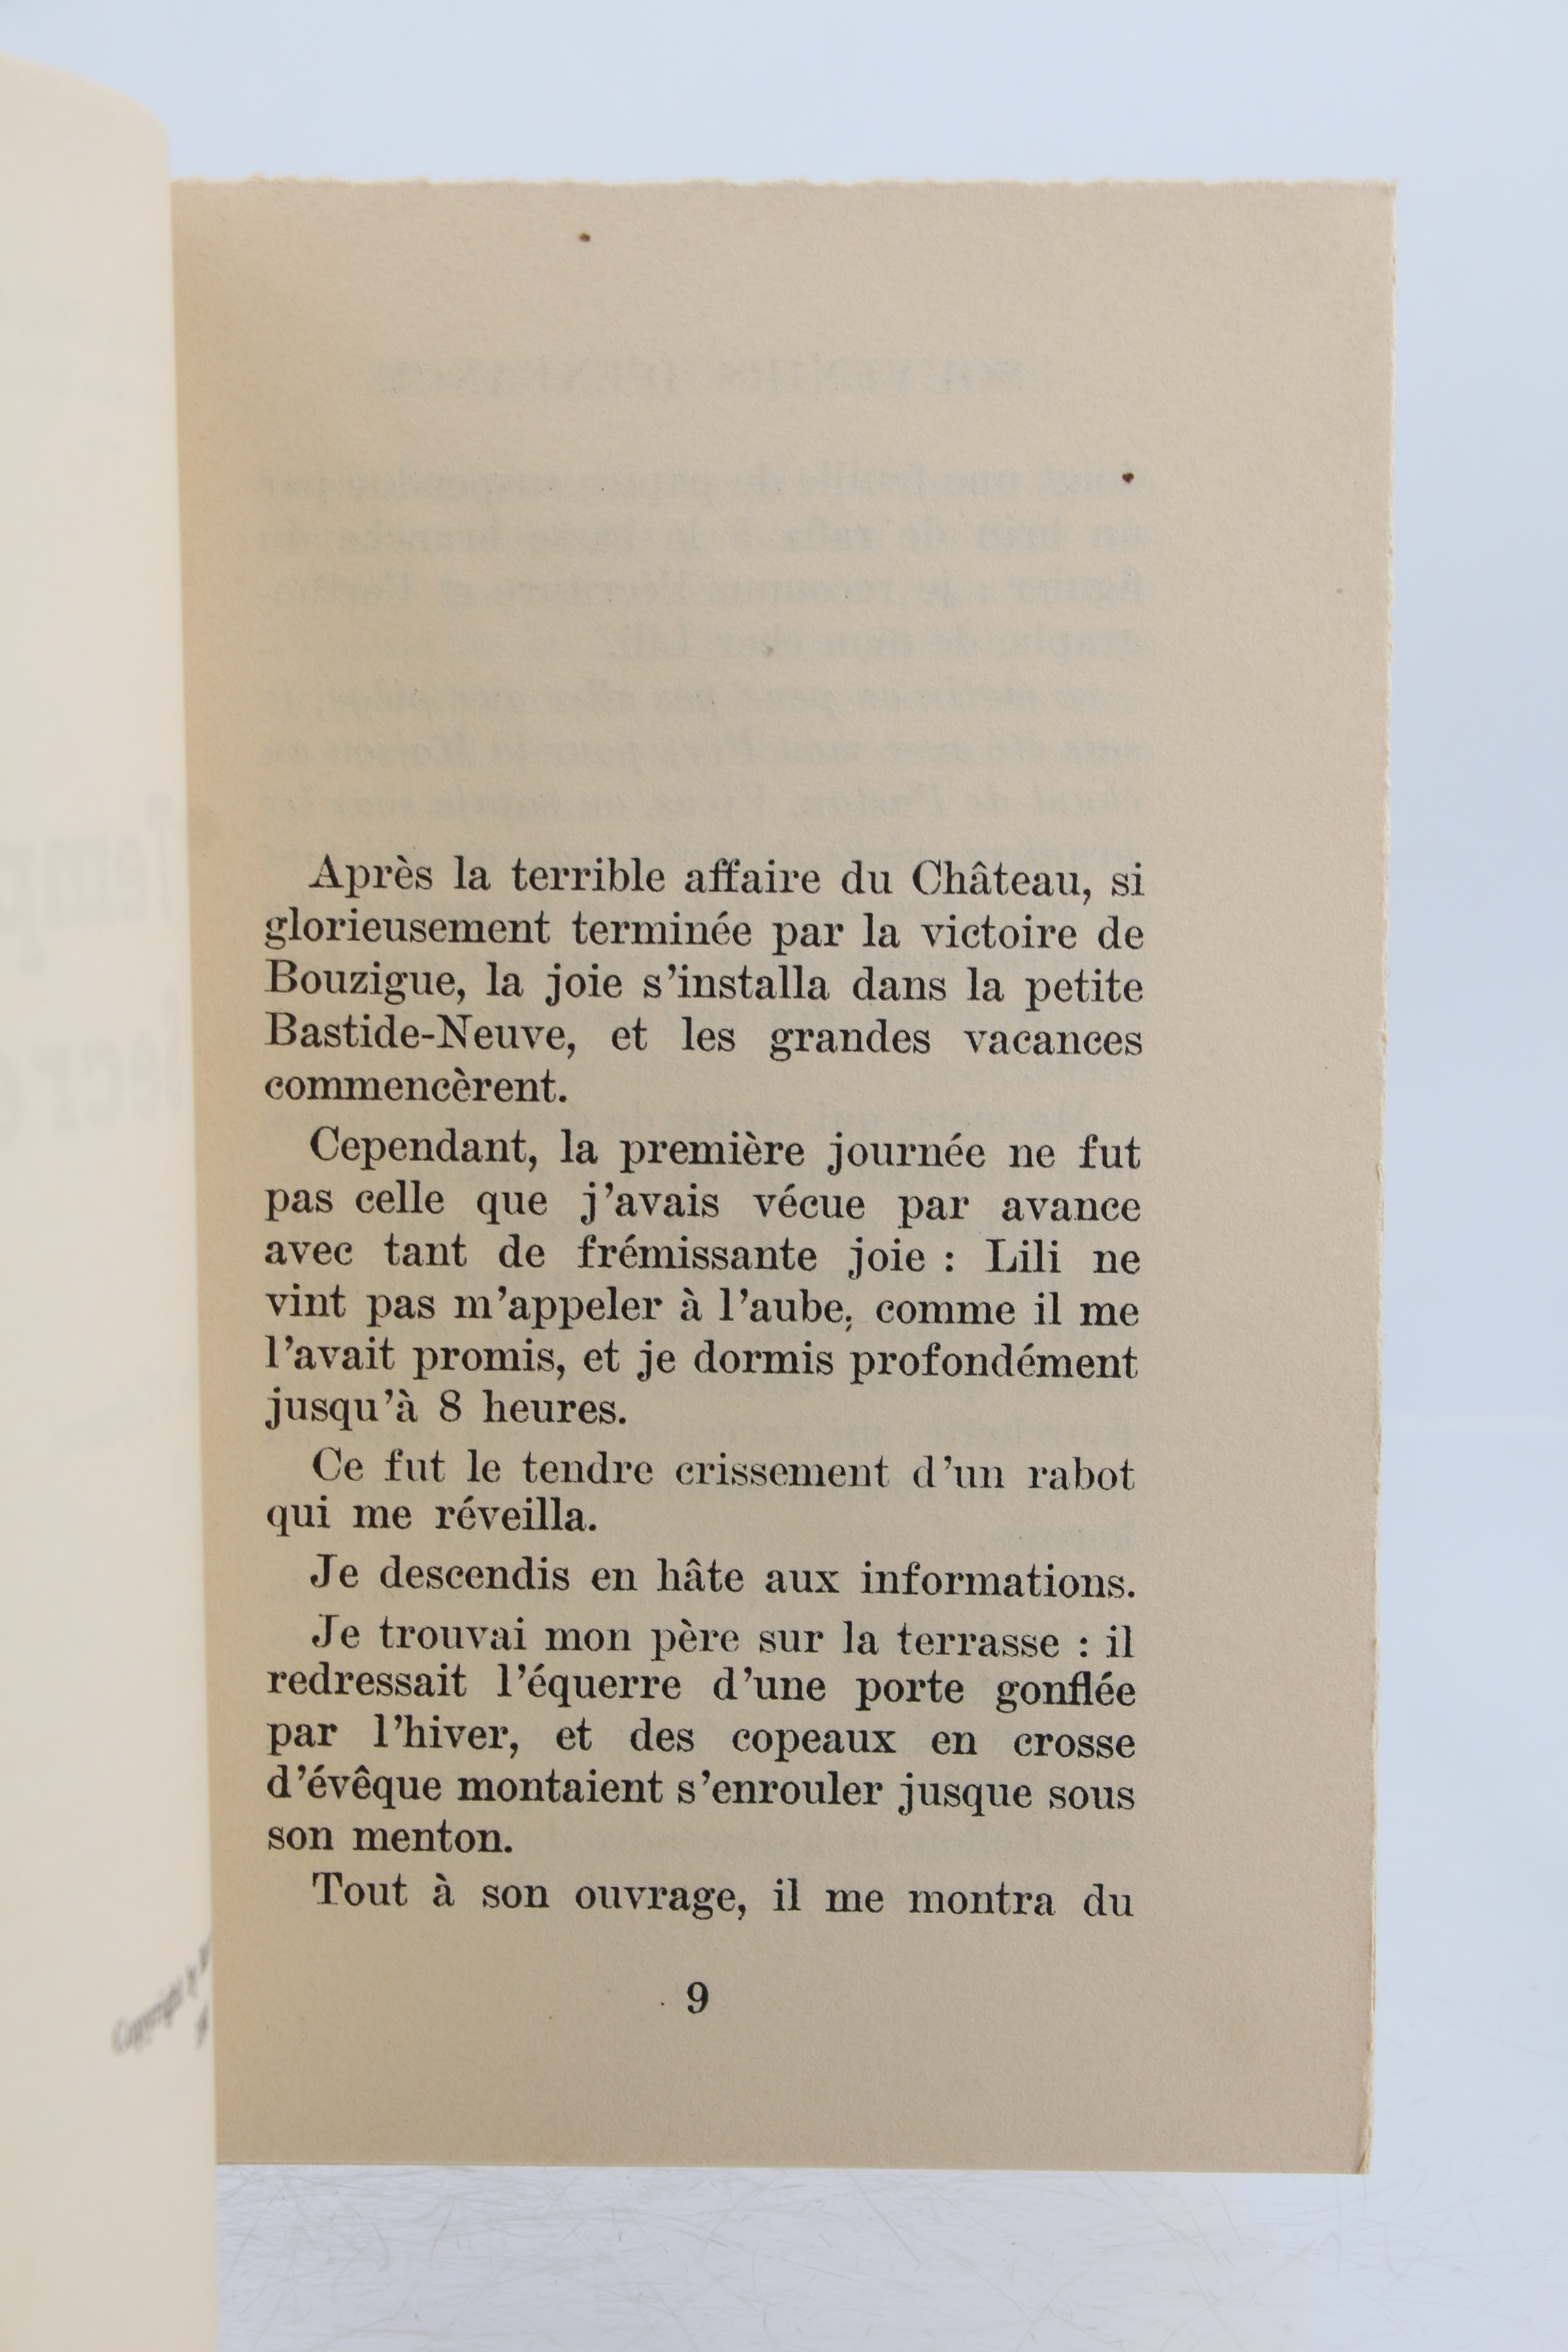 Après la terrible affaire du Château, si
glorieusement terminée par la victoire de
Bouzigue, la joie s'installa dans la petite
Bastide-Neuve, et les grandes vacances
commencèrent.
Cependant, la première journée ne fut
pas celle que j'avais vécue par avance
avec tant de frémissante joie : Lili ne
vint pas m'appeler à l'aube, comme il me
l'avait promis, et je dormis profondément
jusqu'à 8 heures.
Ce fut le tendre crissement d'un rabot
qui me réveilla.
Je descendis en hâte aux informations.
Je trouvai mon père sur la terrasse : il
redressait l'équerre d'une porte gonflée
par l'hiver, et des copeaux en crosse
d'évêque montaient s'enrouler jusque sous
son menton.
Tout à son ouvrage, il me montra du
9
Copyright